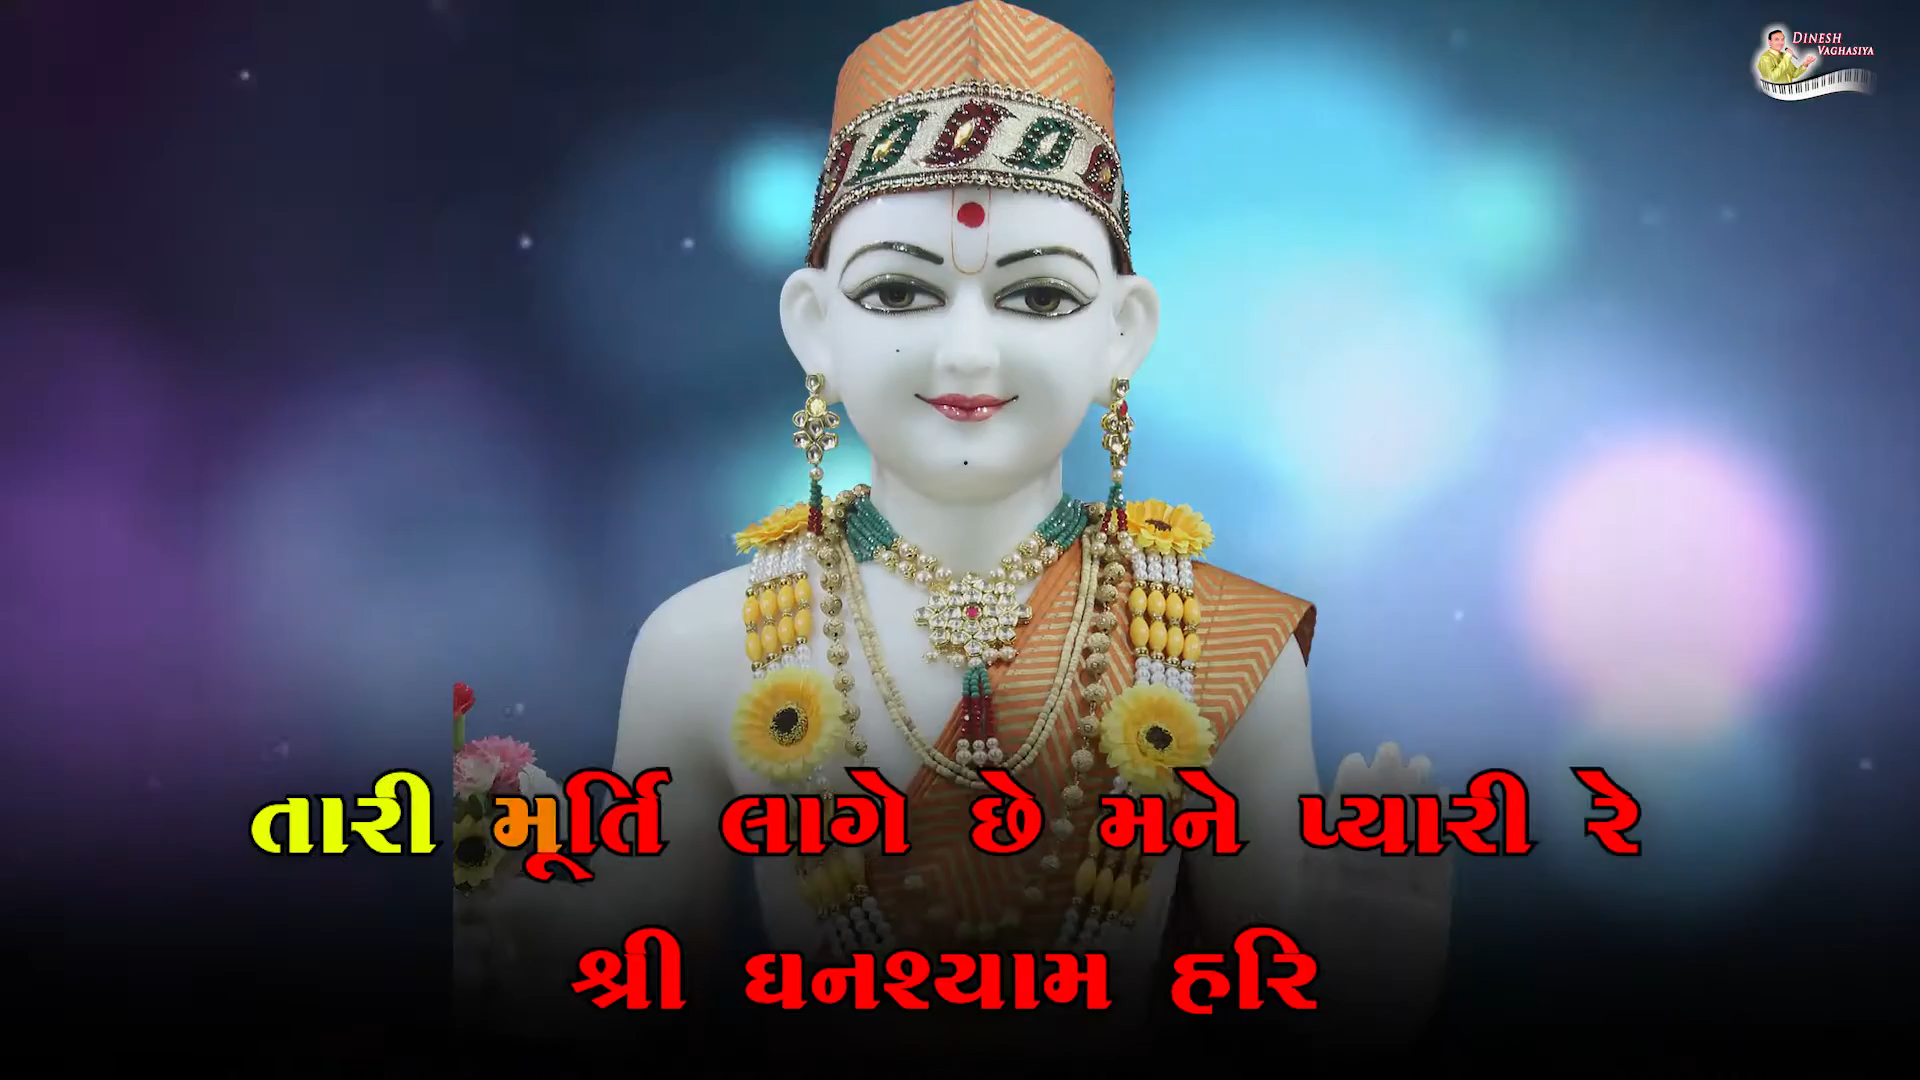 DINESH
VAGHASIYA
તારી મૂર્તિ લાગે છે મને પ્યારી રે
શ્રી ઘનશ્યામ હરિ